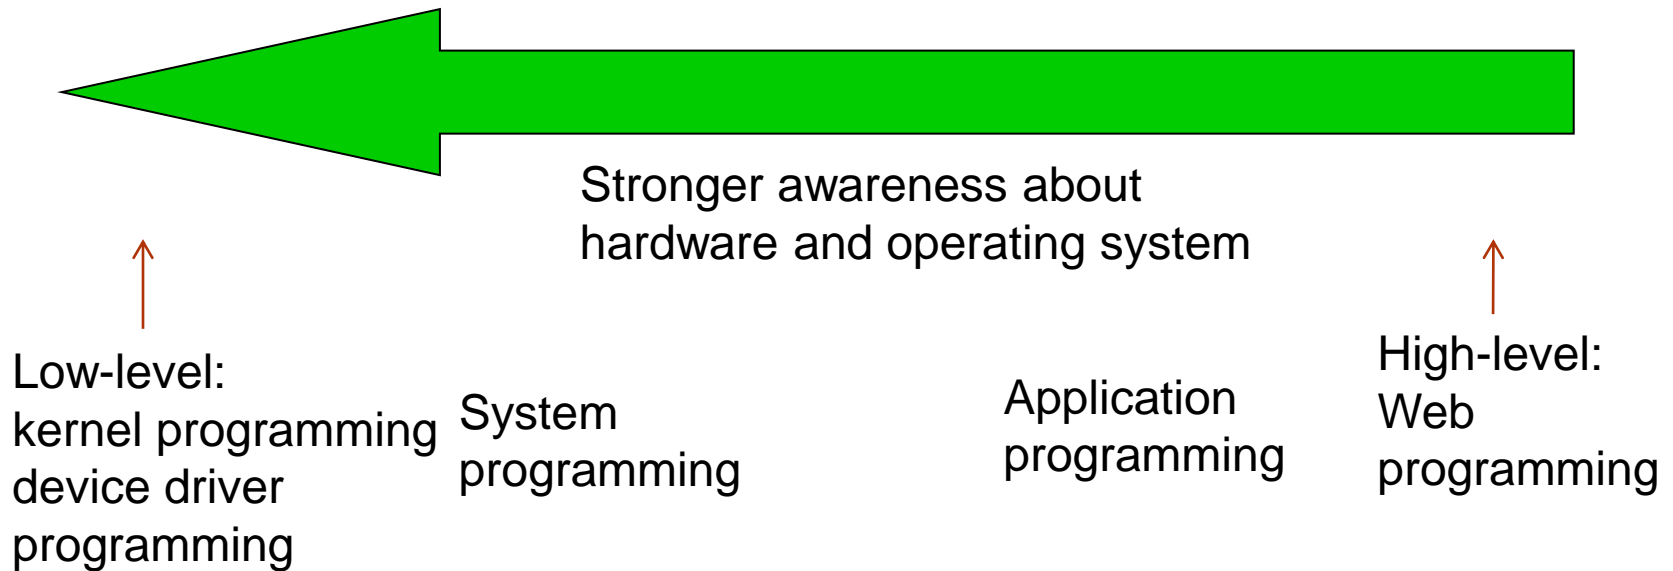 Stronger awareness about
hardware and operating system
Low-level:
kernel programming
device driver
programming
System
programming
Application
programming
High-level:
Web
programming